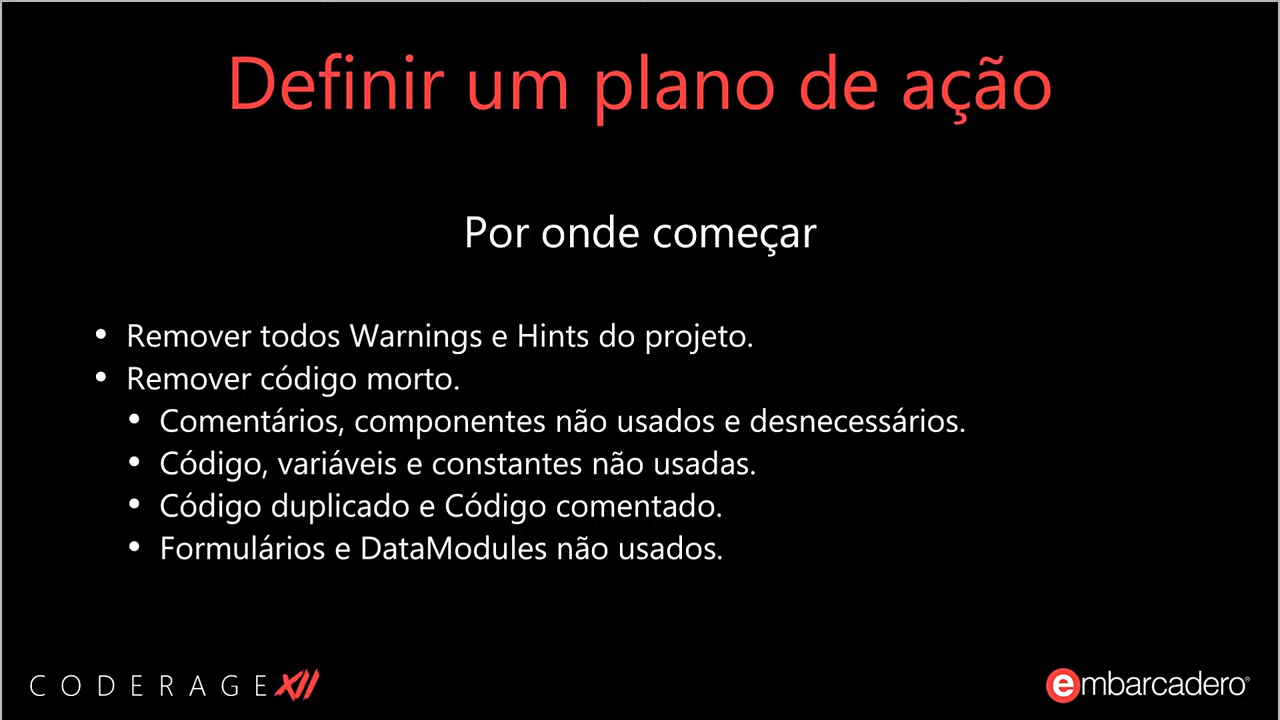 Definir um plano de ação
Por onde começar
• Remover todos Warnings e Hints do projeto.
• Remover código morto.
• Comentários, componentes não usados e desnecessários.
• Código, variáveis e constantes não usadas.
• Código duplicado e Código comentado.
• Formulários e DataModules não usados.
CODERAGE XII
embarcadero®